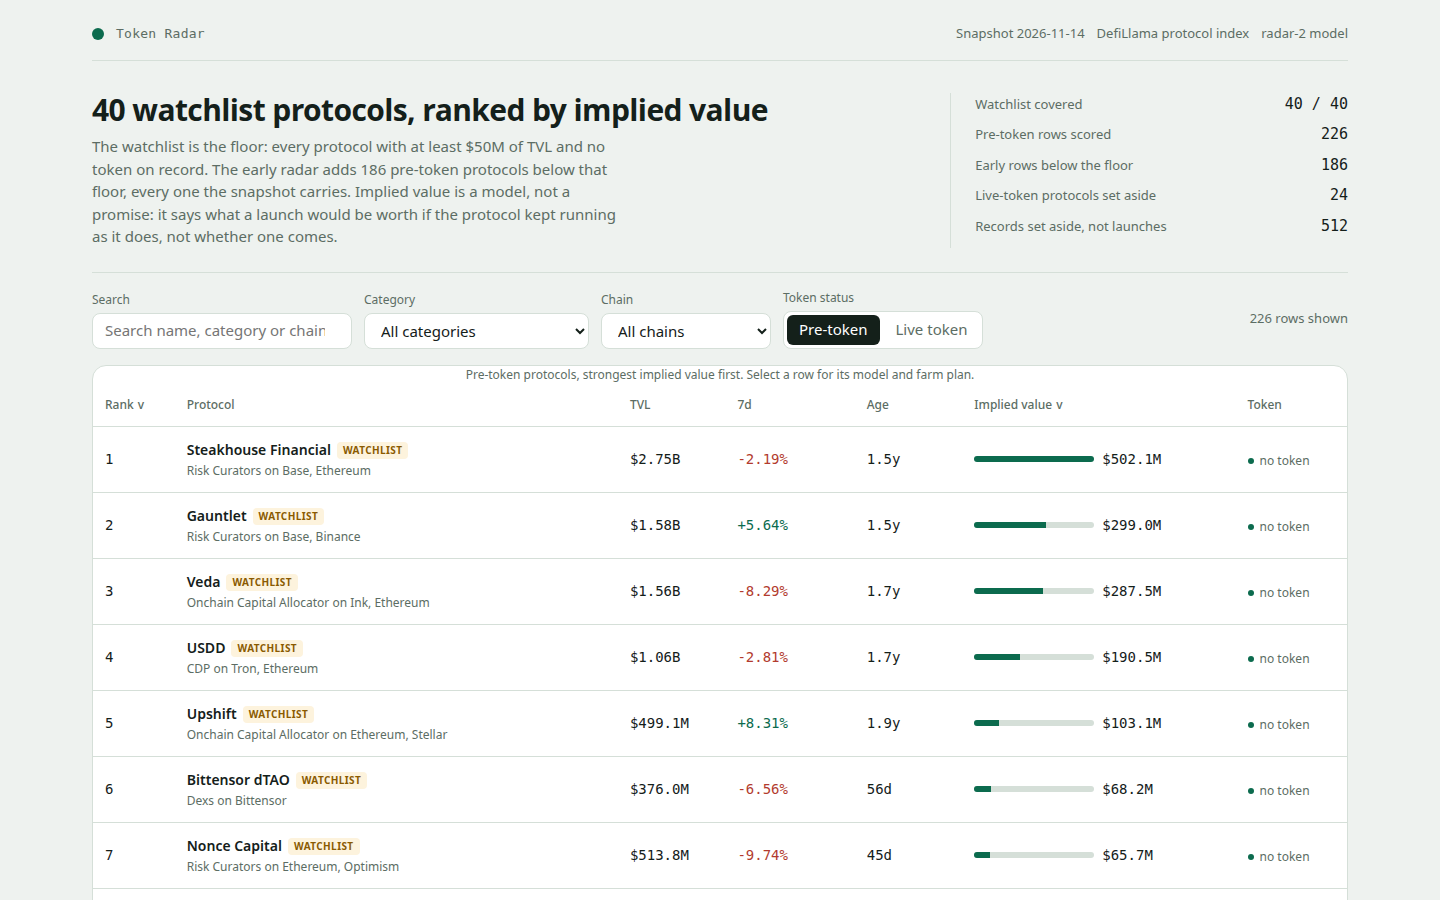 Token Radar
Snapshot 2026-11-14 DefiLlama protocol index radar-2 model
40 watchlist protocols, ranked by implied value
The watchlist is the floor: every protocol with at least $50M of TVL and no
token on record. The early radar adds 186 pre-token protocols below that
floor, every one the snapshot carries. Implied value is a model, not a
promise: it says what a launch would be worth if the protocol kept running
as it does, not whether one comes.
Watchlist covered 40 / 40
Pre-token rows scored 226
Early rows below the floor 186
Live-token protocols set aside 24
Records set aside, not launches 512
Search Category Chain Token status
Search name, category or chain All categories All chains Pre-token Live token 226 rows shown
Pre-token protocols, strongest implied value first. Select a row for its model and farm plan.
Rank v Protocol TVL 7d Age Implied value v Token
1 Steakhouse Financial WATCHLIST $2.75B -2.19% 1.5y $502.1M no token
Risk Curators on Base, Ethereum
2 Gauntlet WATCHLIST $1.58B +5.64% 1.5y $299.0M no token
Risk Curators on Base, Binance
3 Veda WATCHLIST $1.56B -8.29% 1.7y $287.5M no token
Onchain Capital Allocator on Ink, Ethereum
4 USDD WATCHLIST $1.06B -2.81% 1.7y $190.5M no token
CDP on Tron, Ethereum
5 Upshift WATCHLIST $499.1M +8.31% 1.9y $103.1M no token
Onchain Capital Allocator on Ethereum, Stellar
6 Bittensor dTAO WATCHLIST $376.0M -6.56% 56d $68.2M no token
Dexs on Bittensor
7 Nonce Capital WATCHLIST $513.8M -9.74% 45d $65.7M no token
Risk Curators on Ethereum, Optimism